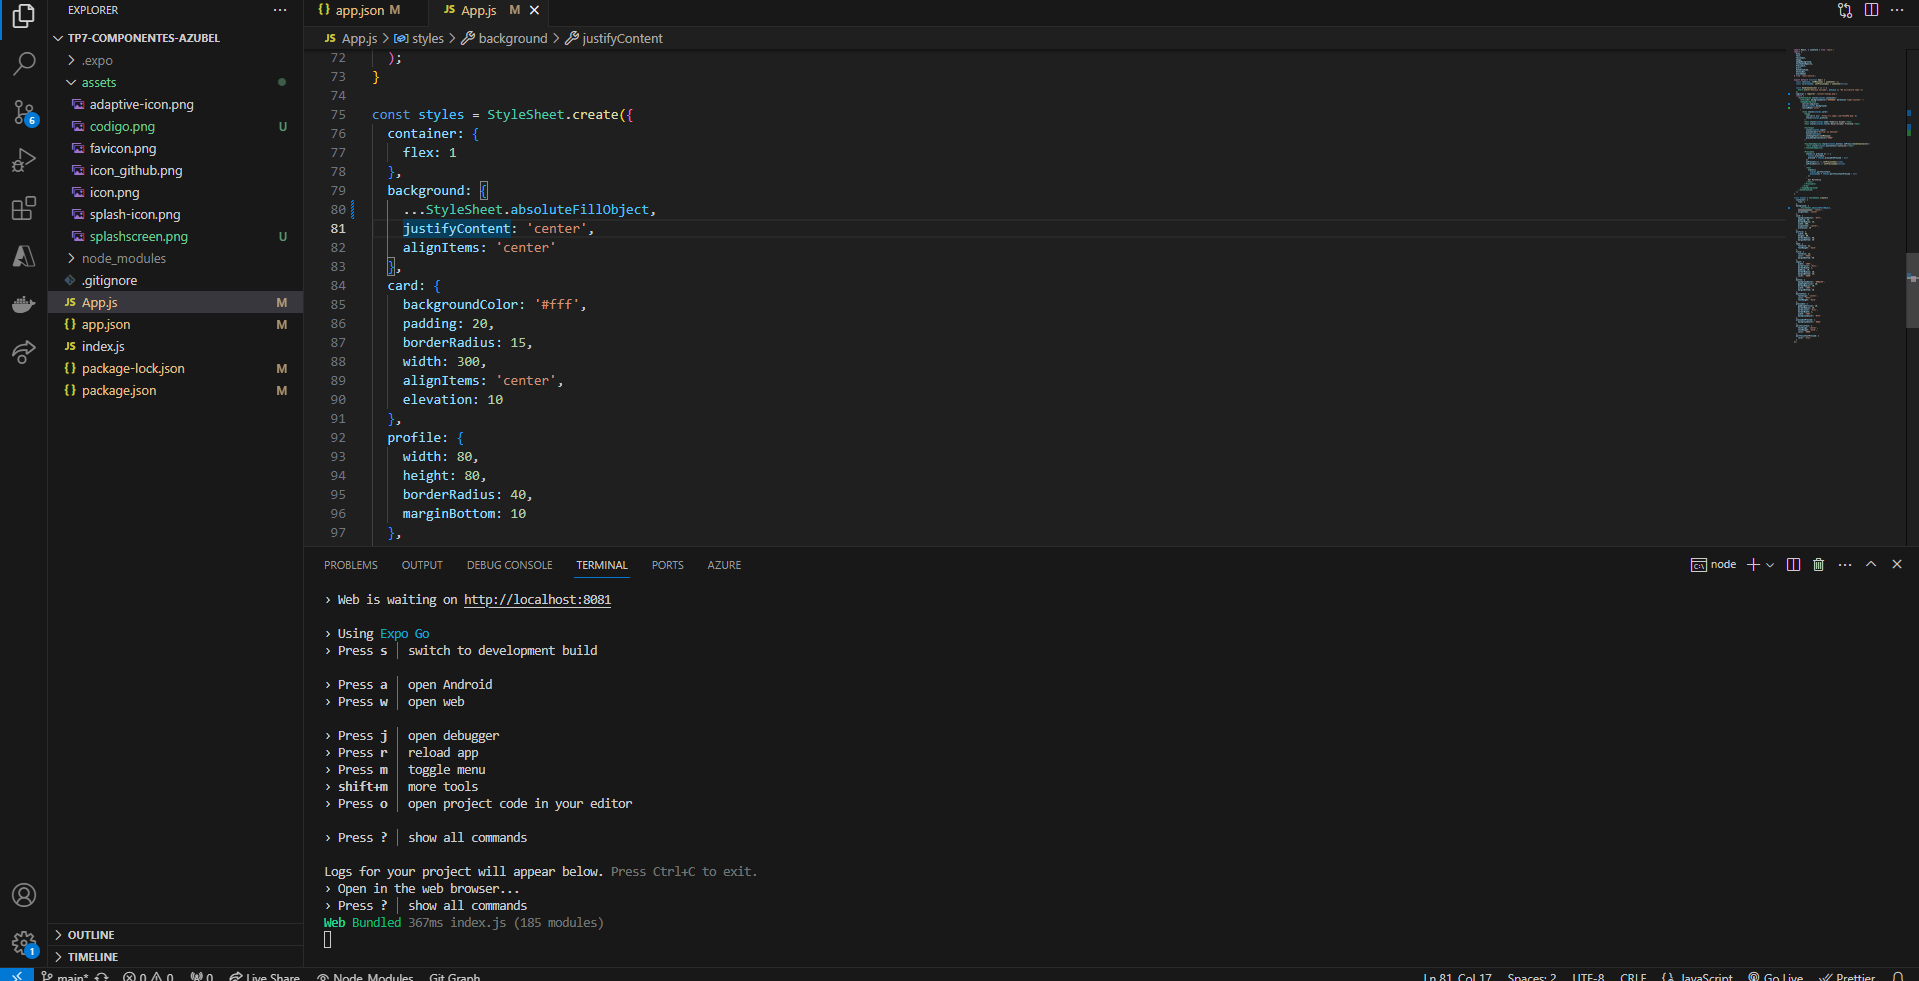 EXPLORER
TP7-COMPONENTES-AZUBEL
.expo
assets
adaptive-icon.png
codigo.png U
favicon.png
icon_github.png
icon.png
splash-icon.png
splashscreen.png U
node_modules
.gitignore
JS App.js M
{} app.json M
JS index.js
{} package-lock.json M
{} package.json M
OUTLINE
TIMELINE
6
1
{} app.json M
JS App.js M
JS App.js > styles > background > justifyContent
72 );
73 }
74
75 const styles = StyleSheet.create({
76 container: {
77 flex: 1
78 },
79 background: {
80 ...StyleSheet.absoluteFillObject,
81 justifyContent: 'center',
82 alignItems: 'center'
83 },
84 card: {
85 backgroundColor: '#fff',
86 padding: 20,
87 borderRadius: 15,
88 width: 300,
89 alignItems: 'center',
90 elevation: 10
91 },
92 profile: {
93 width: 80,
94 height: 80,
95 borderRadius: 40,
96 marginBottom: 10
97 },
PROBLEMS OUTPUT DEBUG CONSOLE TERMINAL PORTS AZURE
node
› Web is waiting on http://localhost:8081
› Using Expo Go
› Press s │ switch to development build
› Press a │ open Android
› Press w │ open web
› Press j │ open debugger
› Press r │ reload app
› Press m │ toggle menu
› shift+m │ more tools
› Press o │ open project code in your editor
› Press ? │ show all commands
Logs for your project will appear below. Press Ctrl+C to exit.
› Open in the web browser...
› Press ? │ show all commands
Web Bundled 367ms index.js (185 modules)
main* 0 0 0 Live Share Node_Modules Git Graph
Ln 81, Col 17 Spaces: 2 UTF-8 CRLF {} JavaScript Go Live Prettier